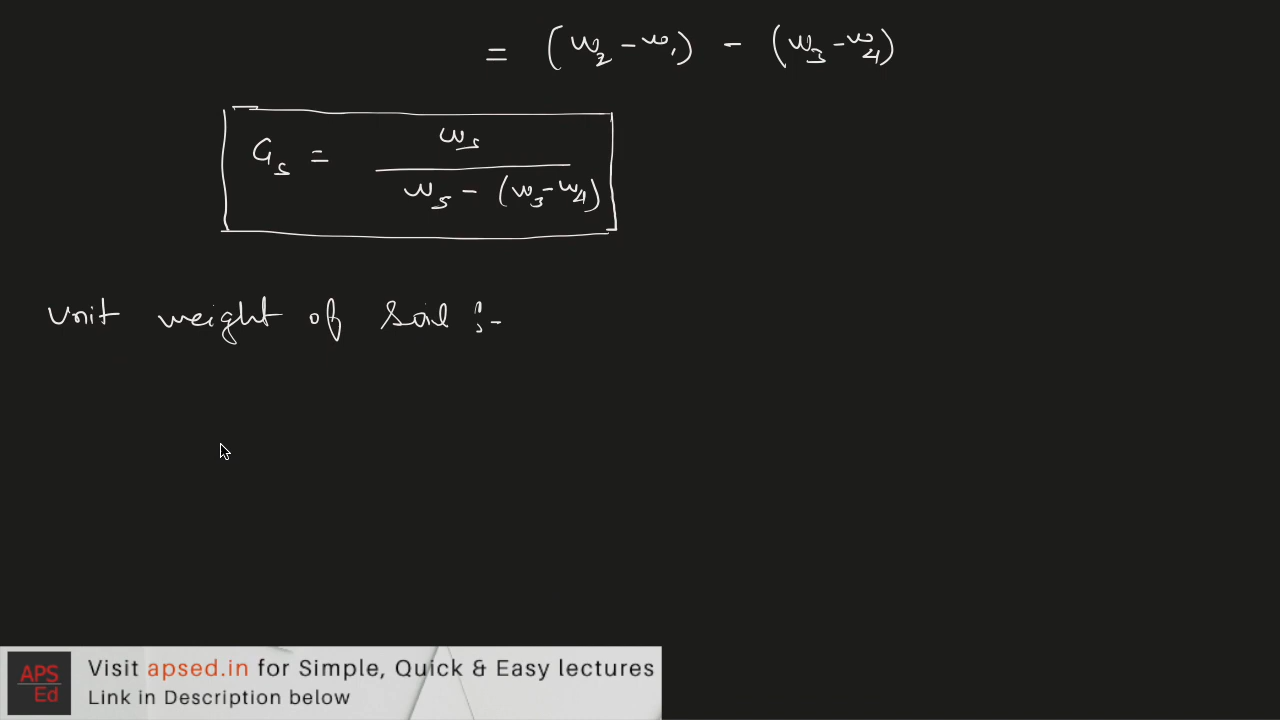 = (w₂ - w₁) - (w₃ - w₄)
Gₛ = wₛ / (wₛ - (w₃ - w₄))
Unit weight of Soil :-
APS Ed
Visit apsed.in for Simple, Quick & Easy lectures
Link in Description below